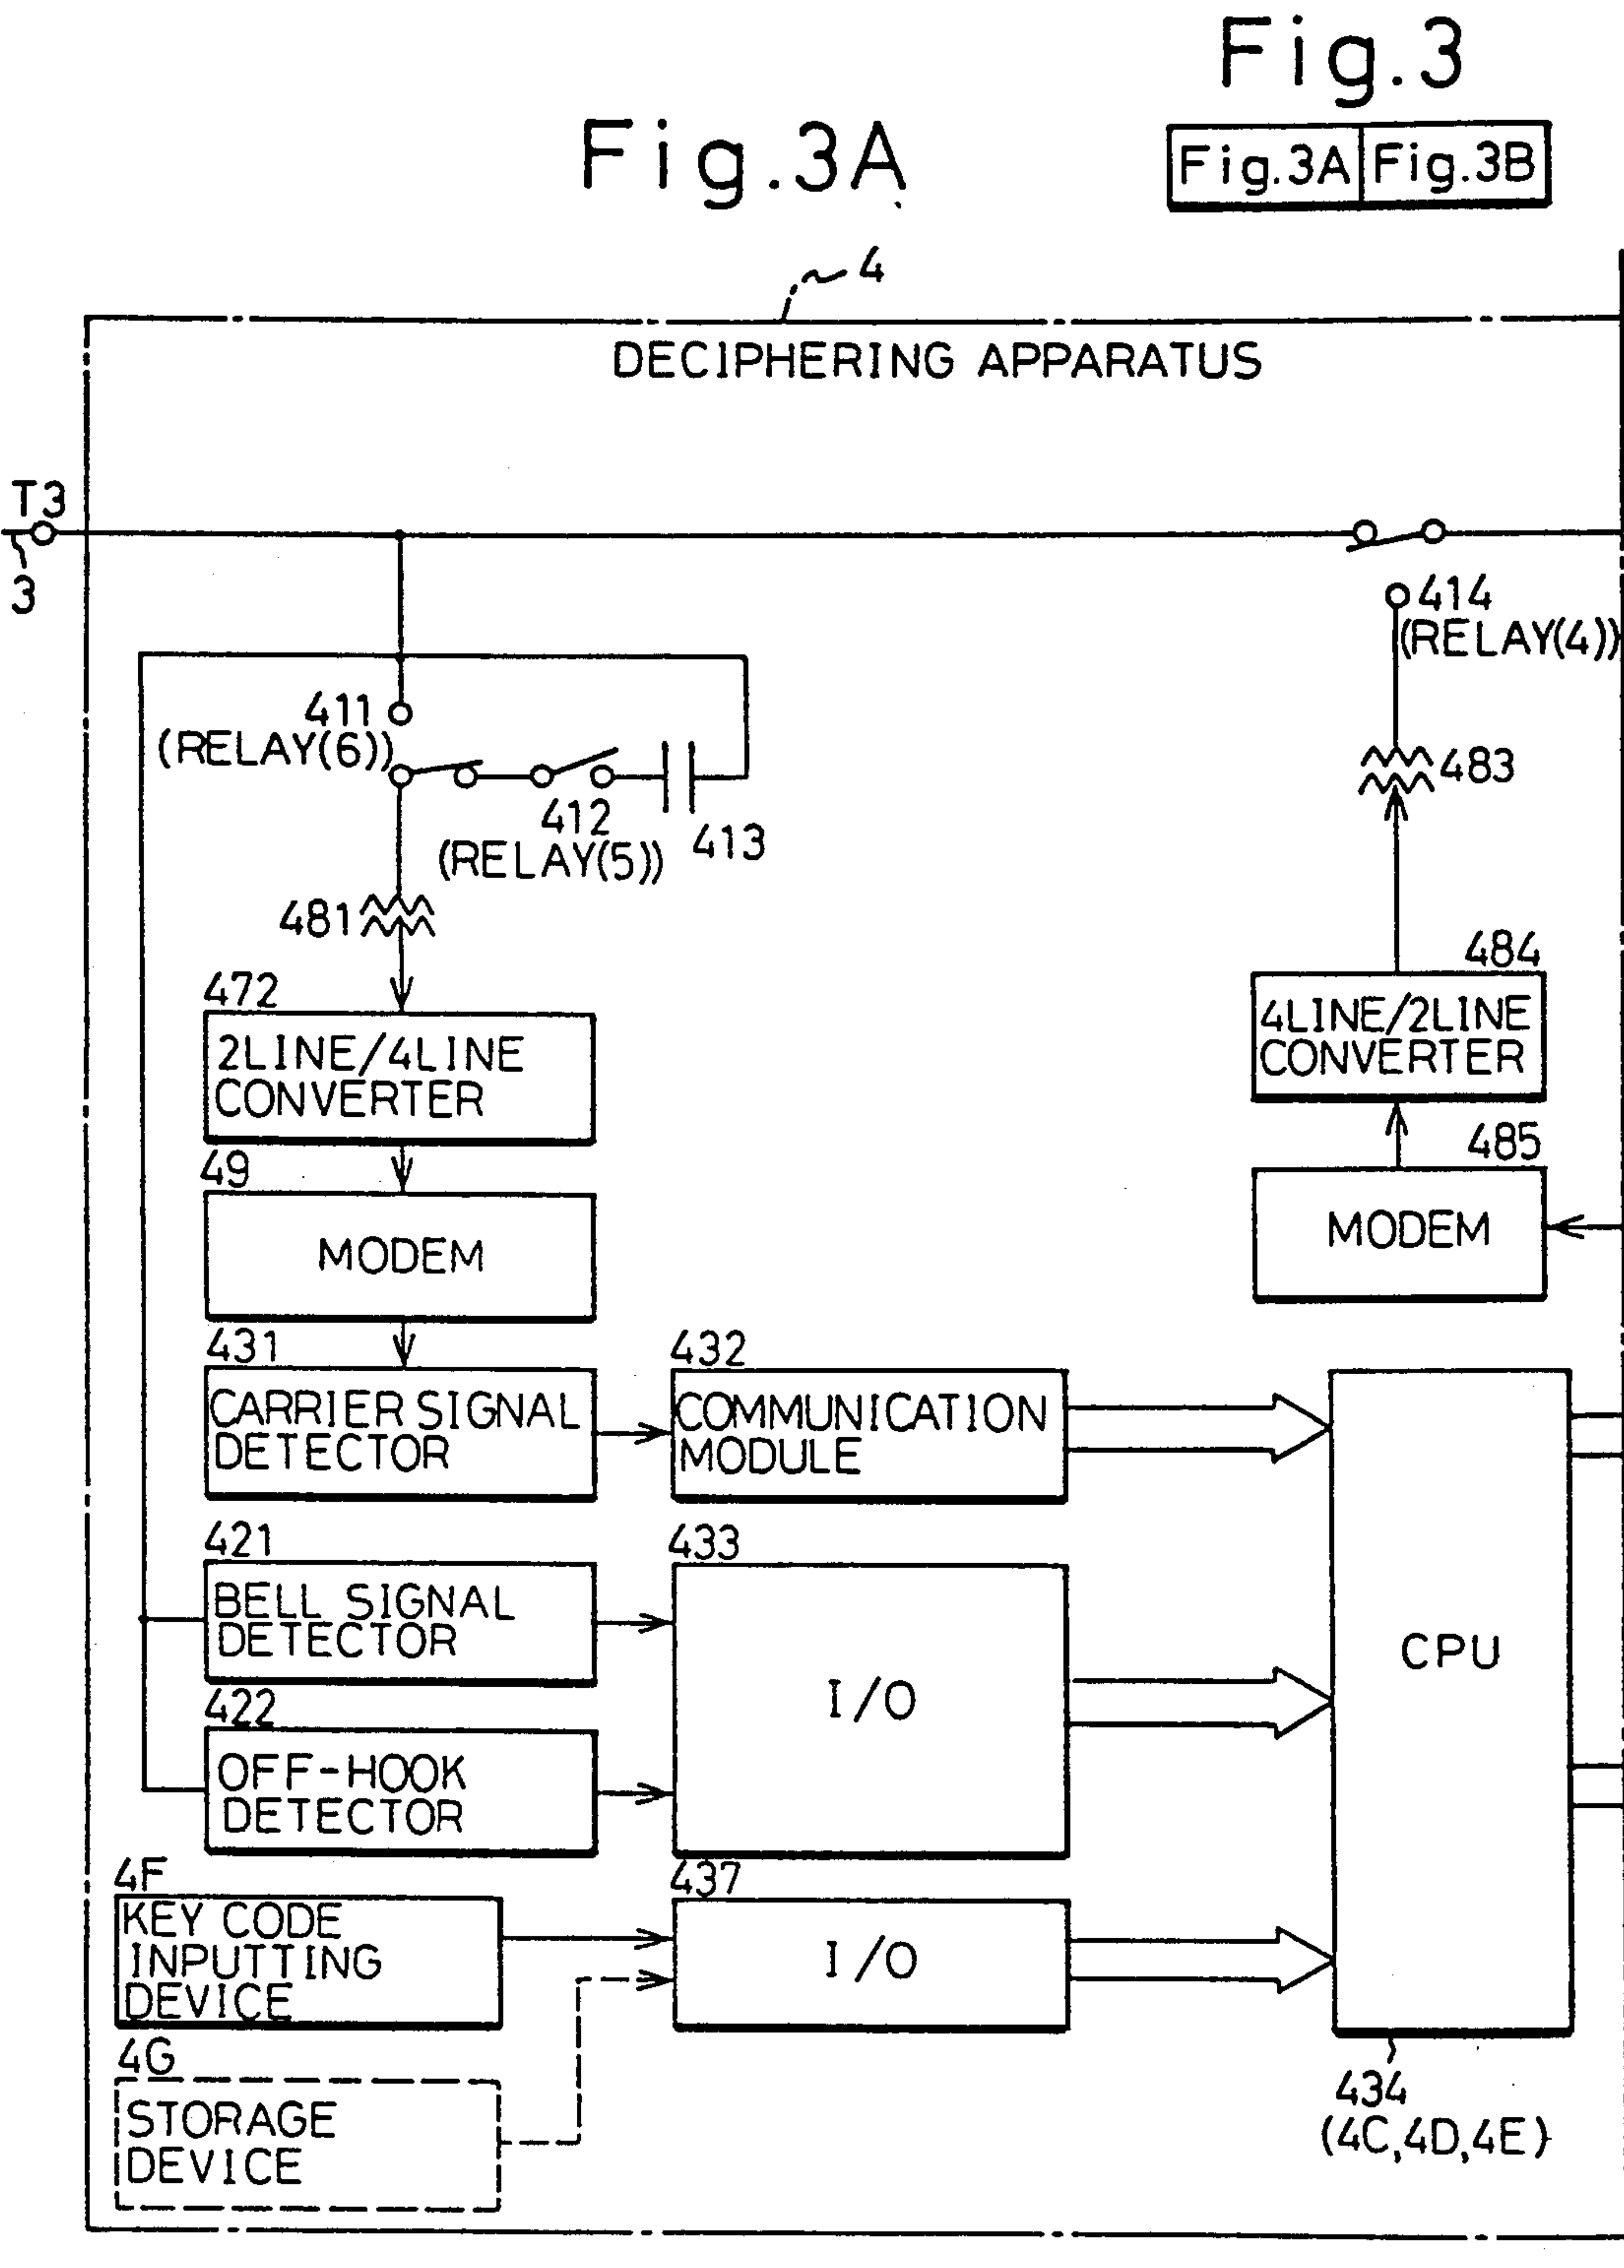 Fig.3
Fig.3A
Fig.3A Fig.3B
4
DECIPHERING APPARATUS
T3
3
414
(RELAY(4))
411
(RELAY(6))
412
(RELAY(5))
413
483
481
484
472
4LINE/2LINE
CONVERTER
2LINE/4LINE
CONVERTER
485
49
MODEM
MODEM
431
432
CARRIER SIGNAL
DETECTOR
COMMUNICATION
MODULE
421
433
BELL SIGNAL
DETECTOR
CPU
I/O
422
OFF-HOOK
DETECTOR
4F
437
KEY CODE
INPUTTING
DEVICE
I/O
4G
STORAGE
DEVICE
434
(4C,4D,4E)